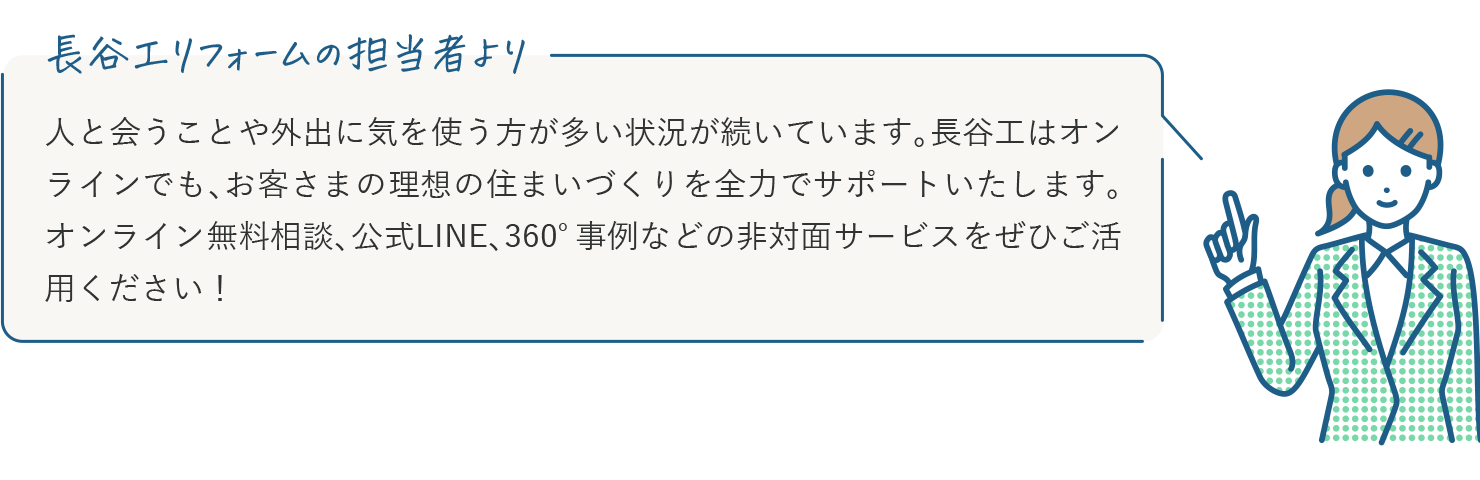 長谷工リフォームの担当者より
人と会うことや外出に気を使う方が多い状況が続いています。長谷工はオン
ラインでも、お客さまの理想の住まいづくりを全力でサポートいたします。
オンライン無料相談、公式LINE、360°事例などの非対面サービスをぜひご活
用ください！